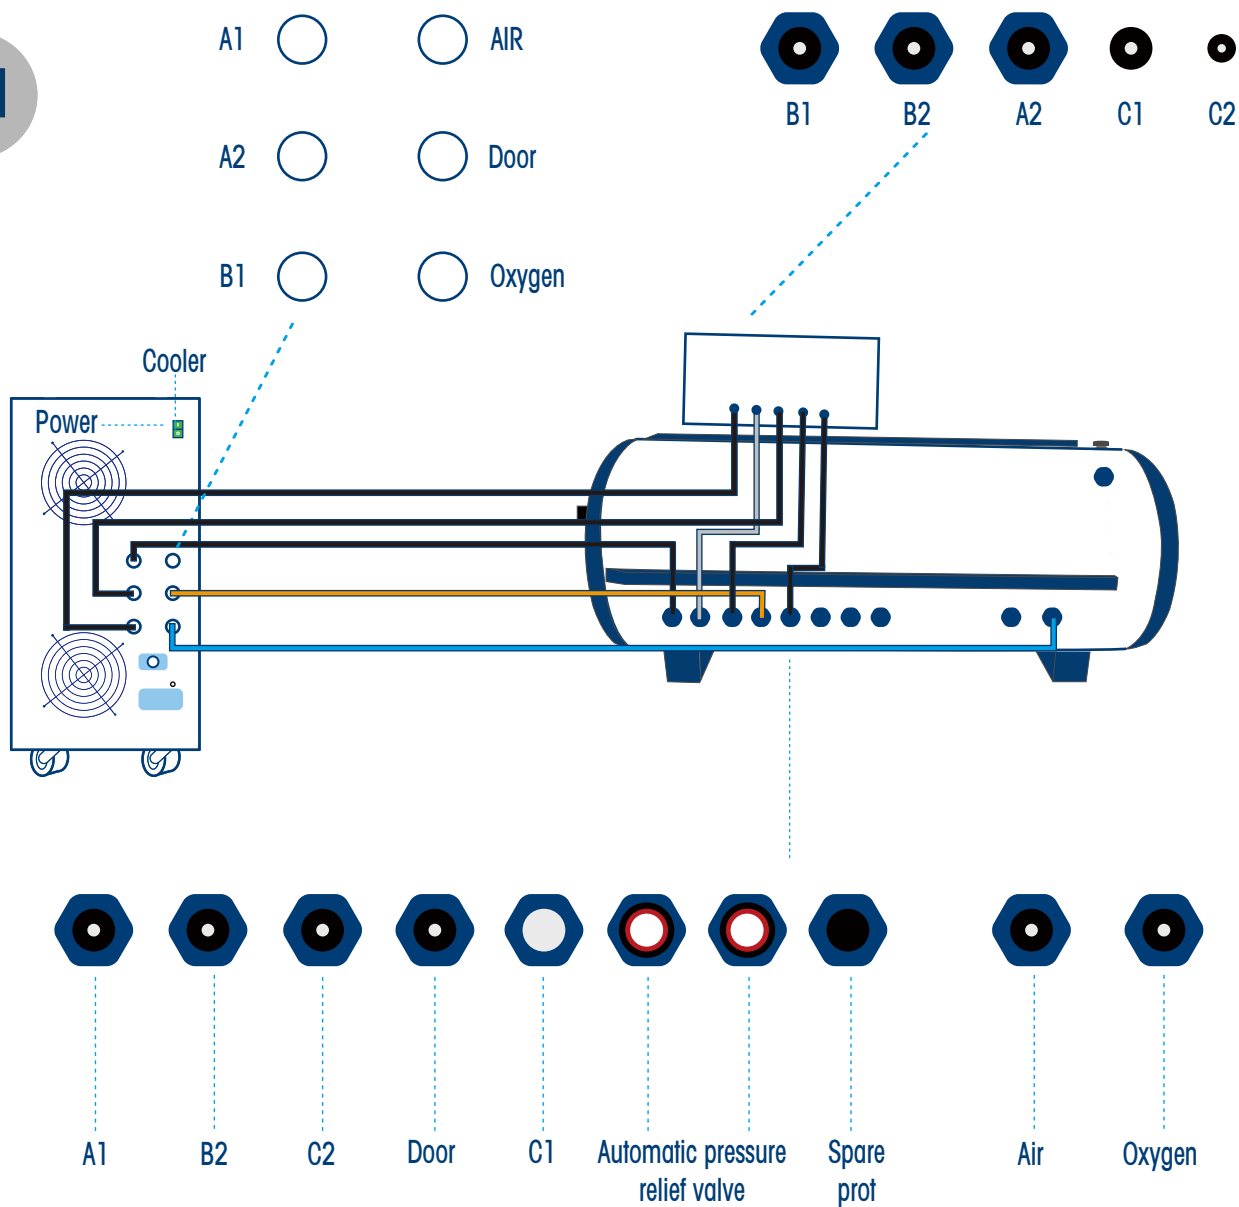 A1 AIR
B1 B2 A2 C1 C2
A2 Door
B1 Oxygen
Cooler
Power
A1 B2 C2 Door C1 Automatic pressure Spare Air Oxygen
relief valve prot